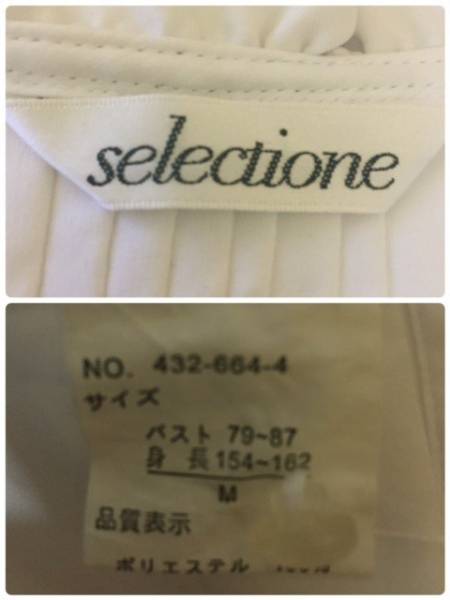 selectione
NO. 432-664-4
サイズ
バスト 79~87
身 長 154~162
M
品質表示
ポリエステル